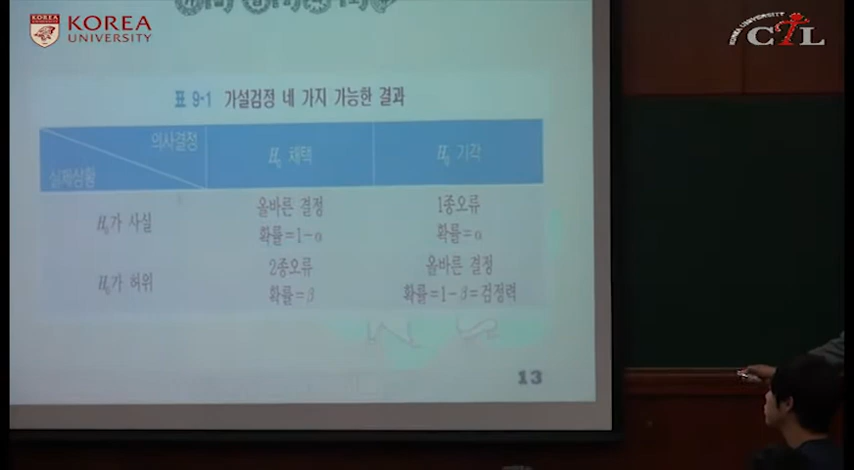 KOREA
UNIVERSITY
KOREA UNIVERSITY
CTL
표 9-1 가설검정 네 가지 가능한 결과
의사결정
실제상황
H₀ 채택
H₀ 기각
H₀가 사실
올바른 결정
확률=1-α
1종오류
확률=α
H₀가 허위
2종오류
확률=β
올바른 결정
확률=1-β=검정력
13